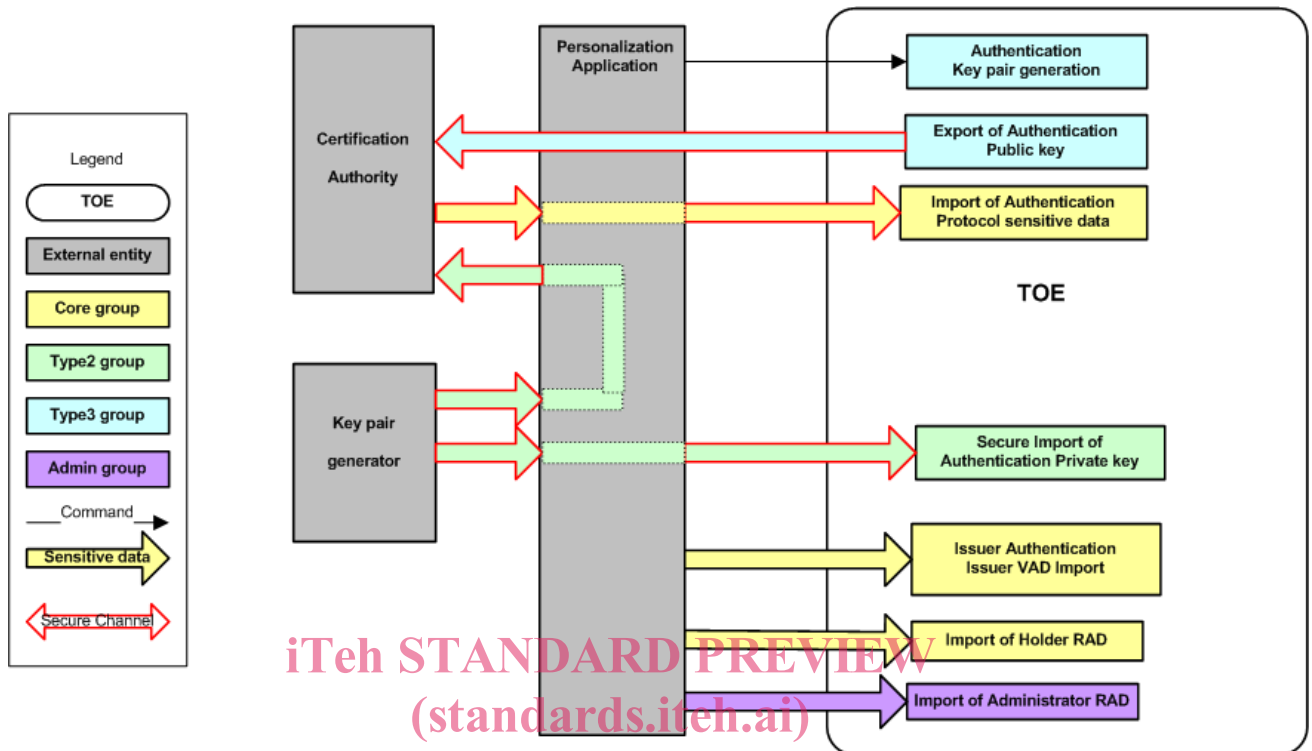 Legend
TOE
External entity
Core group
Type2 group
Type3 group
Admin group
Command
Sensitive data
Secure Channel
Certification
Authority
Key pair
generator
Personalization
Application
Authentication
Key pair generation
Export of Authentication
Public key
Import of Authentication
Protocol sensitive data
TOE
Secure Import of
Authentication Private key
Issuer Authentication
Issuer VAD Import
Import of Holder RAD
Import of Administrator RAD
iTeh STANDARD PREVIEW
(standards.iteh.ai)